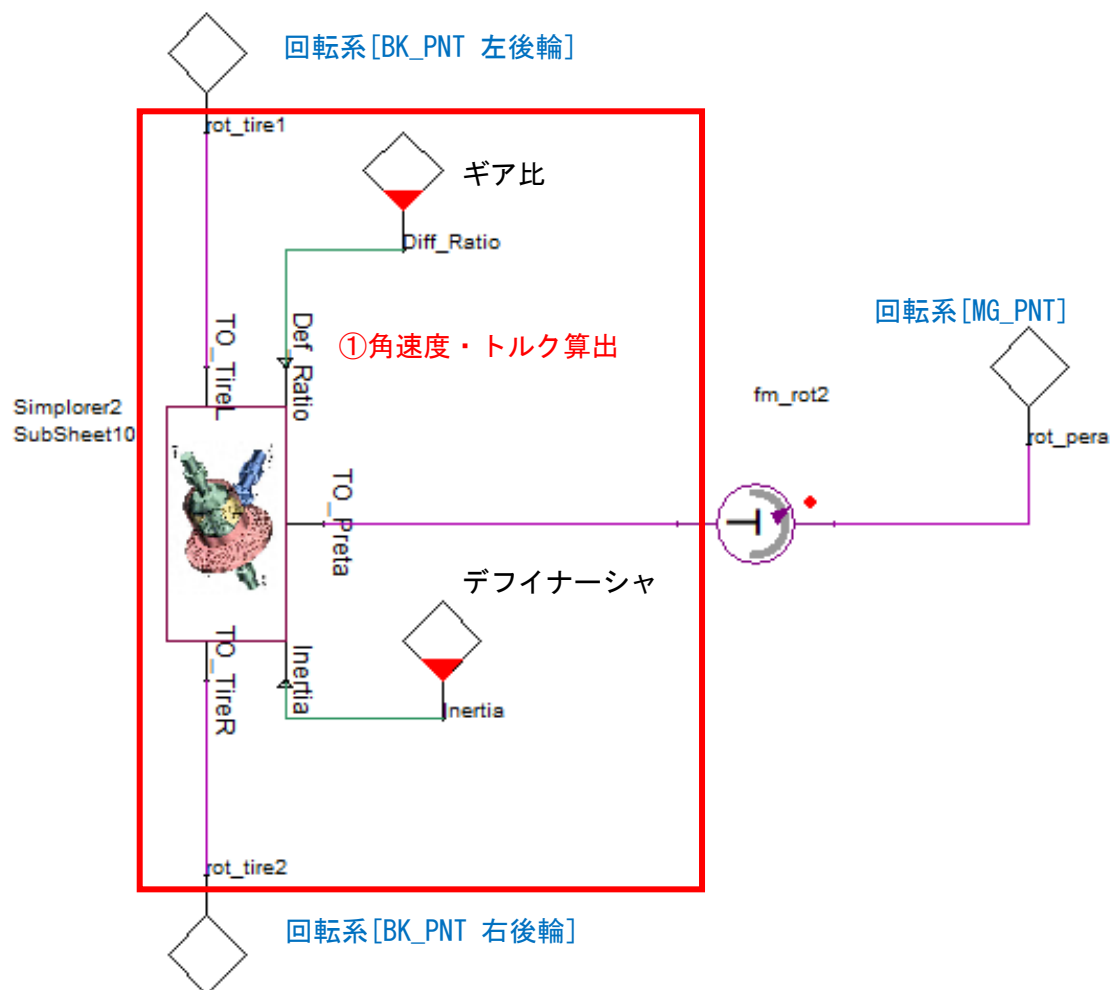 回転系[BK_PNT 左後輪]
rot_tire1
ギア比
Diff_Ratio
回転系[MG_PNT]
TO_TireL
Def_Ratio
①角速度・トルク算出
fm_rot2
Simplorer2
SubSheet10
rot_pera
TO_Preta
T
デフイナーシャ
TO_TireR
Inertia
Inertia
rot_tire2
回転系[BK_PNT 右後輪]